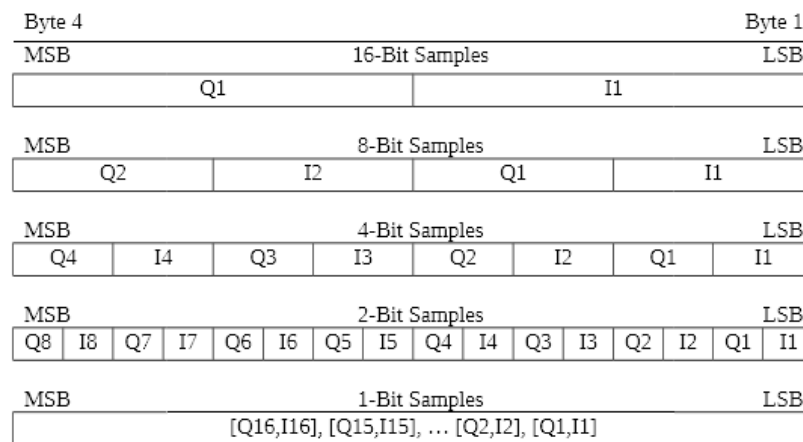 Byte 4 Byte 1
MSB 16-Bit Samples LSB
Q1 I1
MSB 8-Bit Samples LSB
Q2 I2 Q1 I1
MSB 4-Bit Samples LSB
Q4 I4 Q3 I3 Q2 I2 Q1 I1
MSB 2-Bit Samples LSB
Q8 I8 Q7 I7 Q6 I6 Q5 I5 Q4 I4 Q3 I3 Q2 I2 Q1 I1
MSB 1-Bit Samples LSB
[Q16,I16], [Q15,I15], … [Q2,I2], [Q1,I1]